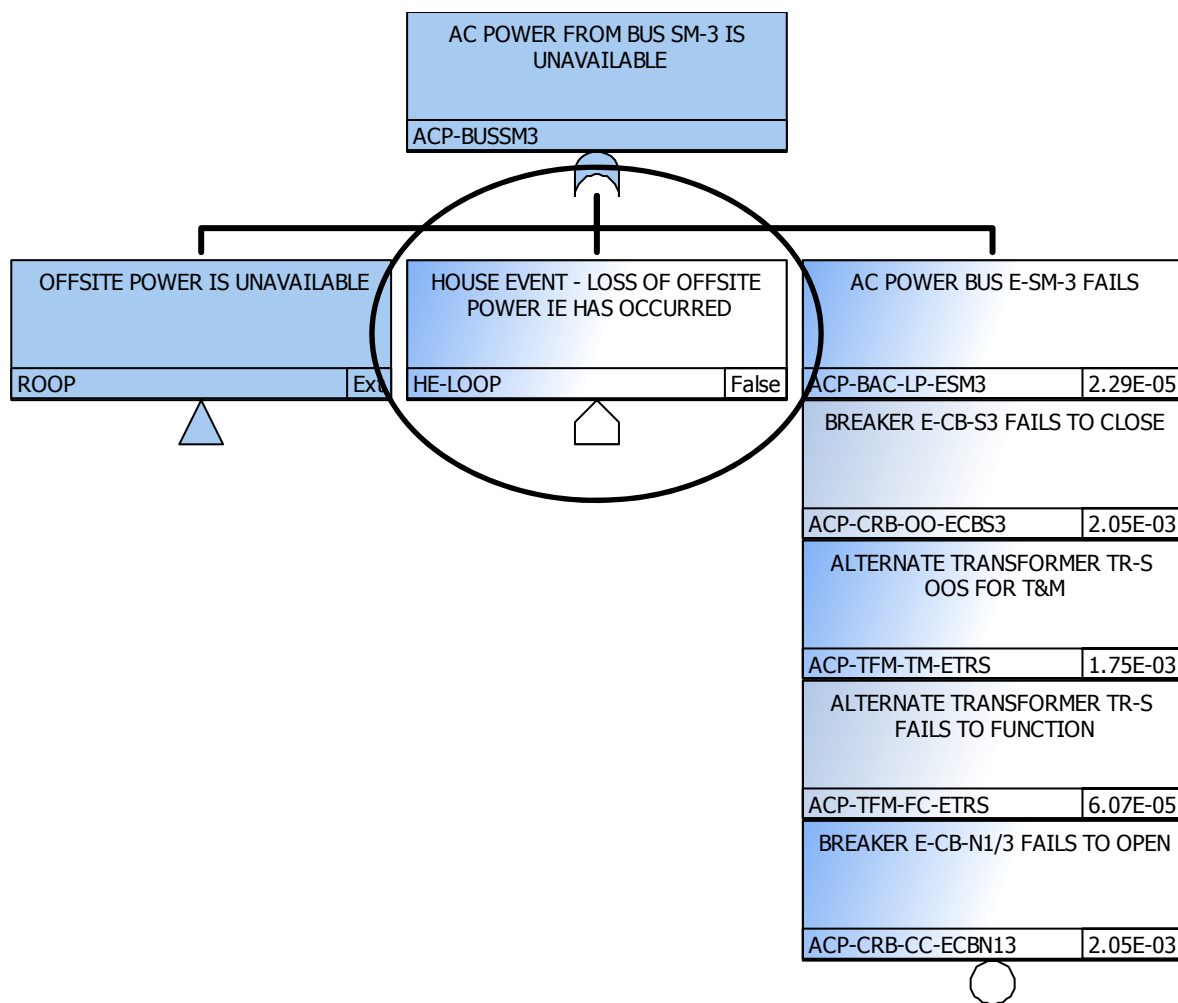 AC POWER FROM BUS SM-3 IS
UNAVAILABLE
ACP-BUSSM3
OFFSITE POWER IS UNAVAILABLE
ROOP
Ext
HOUSE EVENT - LOSS OF OFFSITE
POWER IE HAS OCCURRED
HE-LOOP
False
AC POWER BUS E-SM-3 FAILS
ACP-BAC-LP-ESM3
2.29E-05
BREAKER E-CB-S3 FAILS TO CLOSE
ACP-CRB-OO-ECBS3
2.05E-03
ALTERNATE TRANSFORMER TR-S
OOS FOR T&M
ACP-TFM-TM-ETRS
1.75E-03
ALTERNATE TRANSFORMER TR-S
FAILS TO FUNCTION
ACP-TFM-FC-ETRS
6.07E-05
BREAKER E-CB-N1/3 FAILS TO OPEN
ACP-CRB-CC-ECBN13
2.05E-03